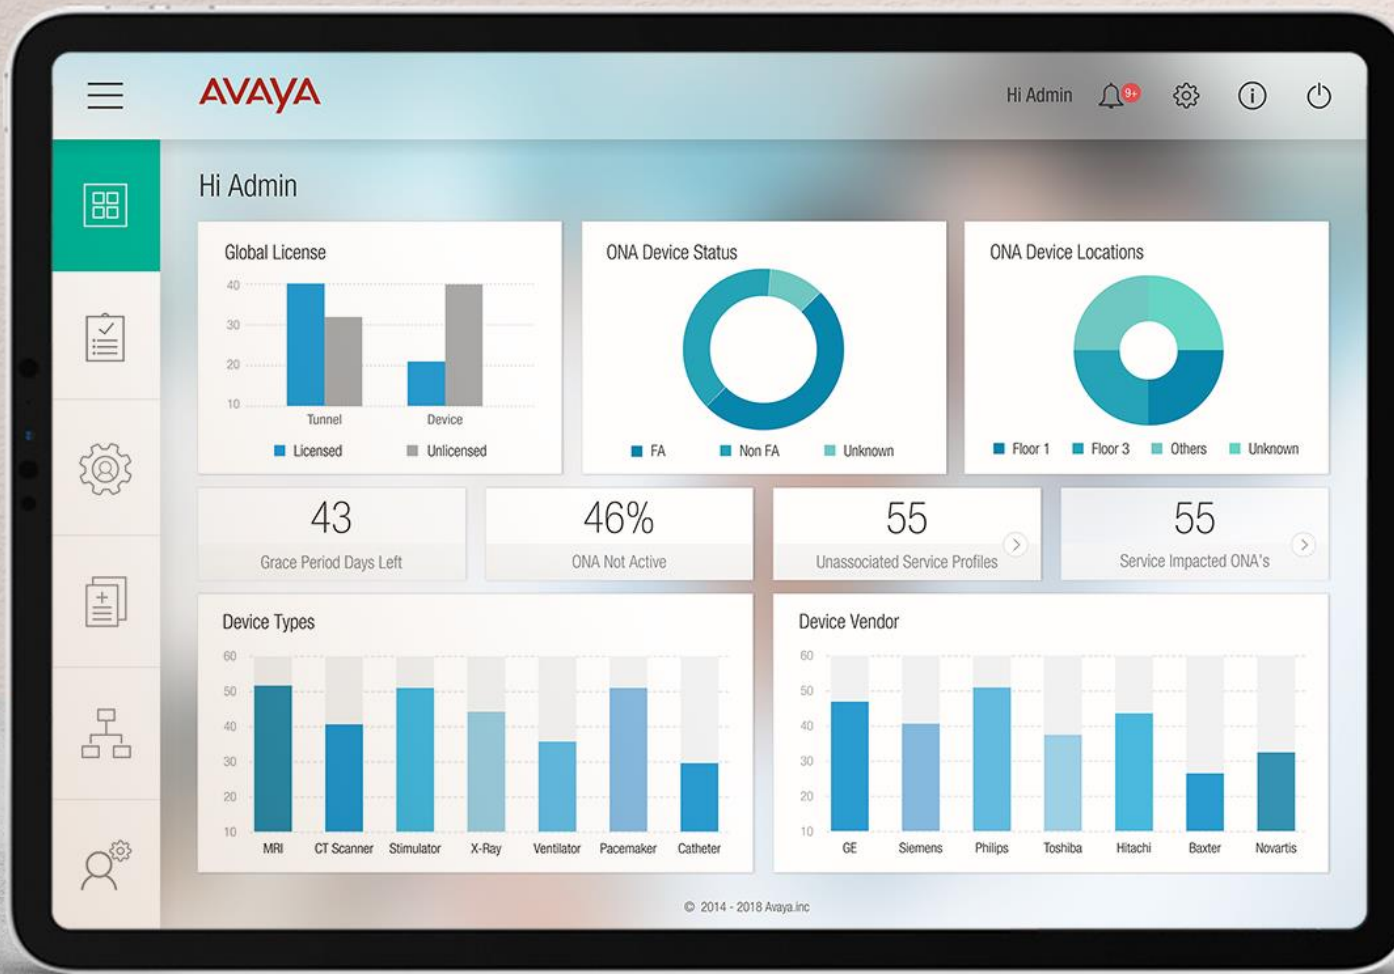 AVAYA
Hi Admin
9+
Hi Admin
Global License
40
30
20
10
Tunnel Device
Licensed Unlicensed
ONA Device Status
FA Non FA Unknown
ONA Device Locations
Floor 1 Floor 3 Others Unknown
43
Grace Period Days Left
46%
ONA Not Active
55
Unassociated Service Profiles
55
Service Impacted ONA's
Device Types
60
50
40
30
20
10
MRI CT Scanner Stimulator X-Ray Ventilator Pacemaker Catheter
Device Vendor
60
50
40
30
20
10
GE Siemens Philips Toshiba Hitachi Baxter Novartis
© 2014 - 2018 Avaya.inc